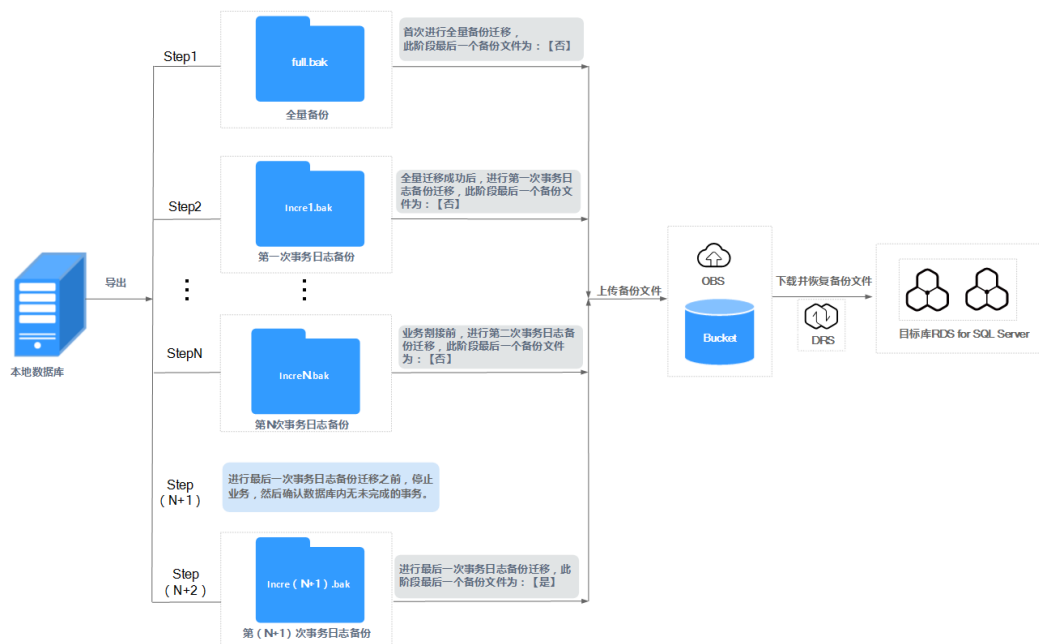 首次进行全量备份迁移，
此阶段最后一个备份文件为：【否】
Step1
full.bak
全量备份
全量迁移成功后，进行第一次事务日
志备份迁移，此阶段最后一个备份文
件为：【否】
Step2
Incre1.bak
第一次事务日志备份
导出
本地数据库
上传备份文件
OBS
Bucket
下载并恢复备份文件
DRS
目标库RDS for SQL Server
业务割接前，进行第二次事务日志备
份迁移，此阶段最后一个备份文件
为：【否】
StepN
IncreN.bak
第N次事务日志备份
Step
（N+1）
进行最后一次事务日志备份迁移之前，停止
业务，然后确认数据库内无未完成的事务。
Step
（N+2）
Incre（N+1）.bak
第（N+1）次事务日志备份
进行最后一次事务日志备份迁移，此
阶段最后一个备份文件为：【是】